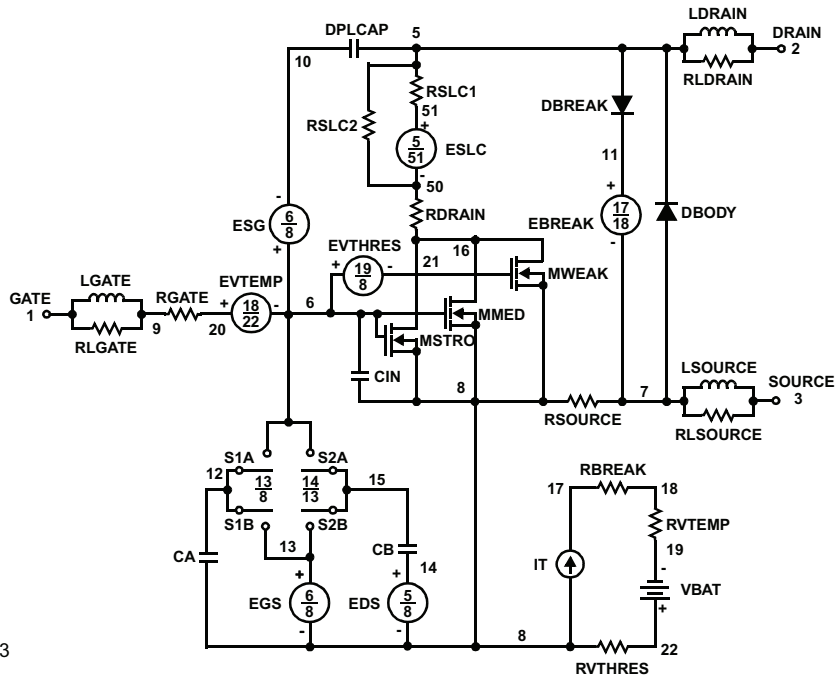 LDRAIN
DPLCAP 5 DRAIN
10 2
RSLC1 RLDRAIN
51 DBREAK
RSLC2 +
5
51 ESLC 11
-
50 +
- 17
18
6
8 RDRAIN EBREAK DBODY
ESG
+ EVTHRES 16 -
+ 19
8 - 21 MWEAK
LGATE EVTEMP
GATE RGATE + 18
22 - 6 MMED
1 9 20 MSTRO
RLGATE
CIN LSOURCE
8 7 SOURCE
RSOURCE 3
RLSOURCE
S1A S2A RBREAK
12 13
8 14
13 15 17 18
S1B S2B RVTEMP
13 CB 19
CA 14 IT -
+ + VBAT
EGS 6
8 EDS 5
8 +
- - 8 22
3 RVTHRES